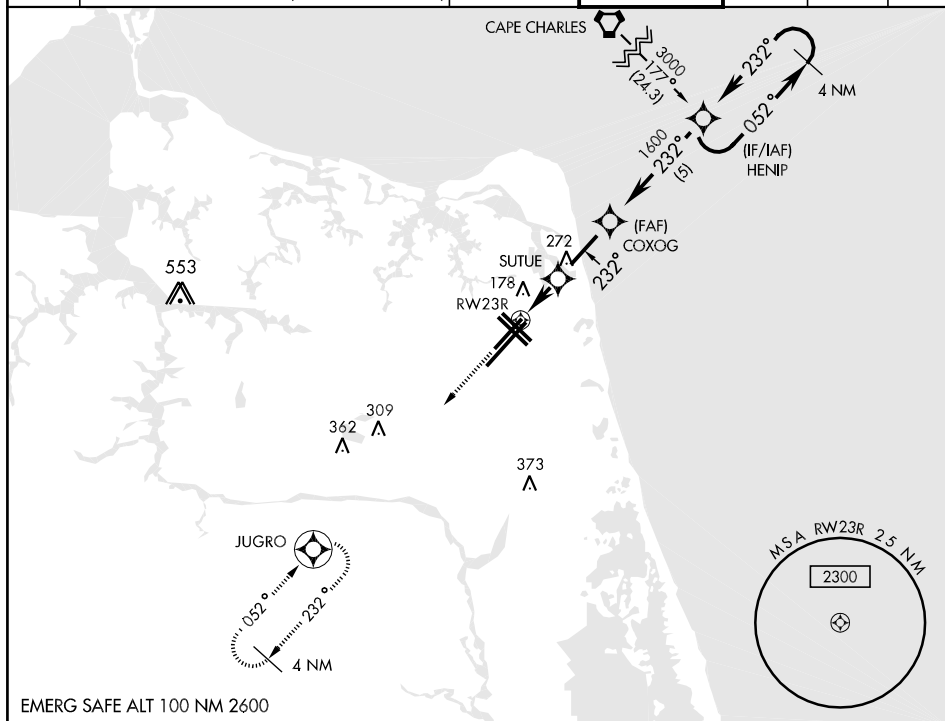 CAPE CHARLES
3000
177°
(24.3)
232°
052°
4 NM
(IF/IAF)
HENIP
1600
232°
(5)
(FAF)
COXOG
232°
272
SUTUE
178
RW23R
553
309
362
373
JUGRO
052°
232°
4 NM
MSA RW23R 25 NM
2300
EMERG SAFE ALT 100 NM 2600